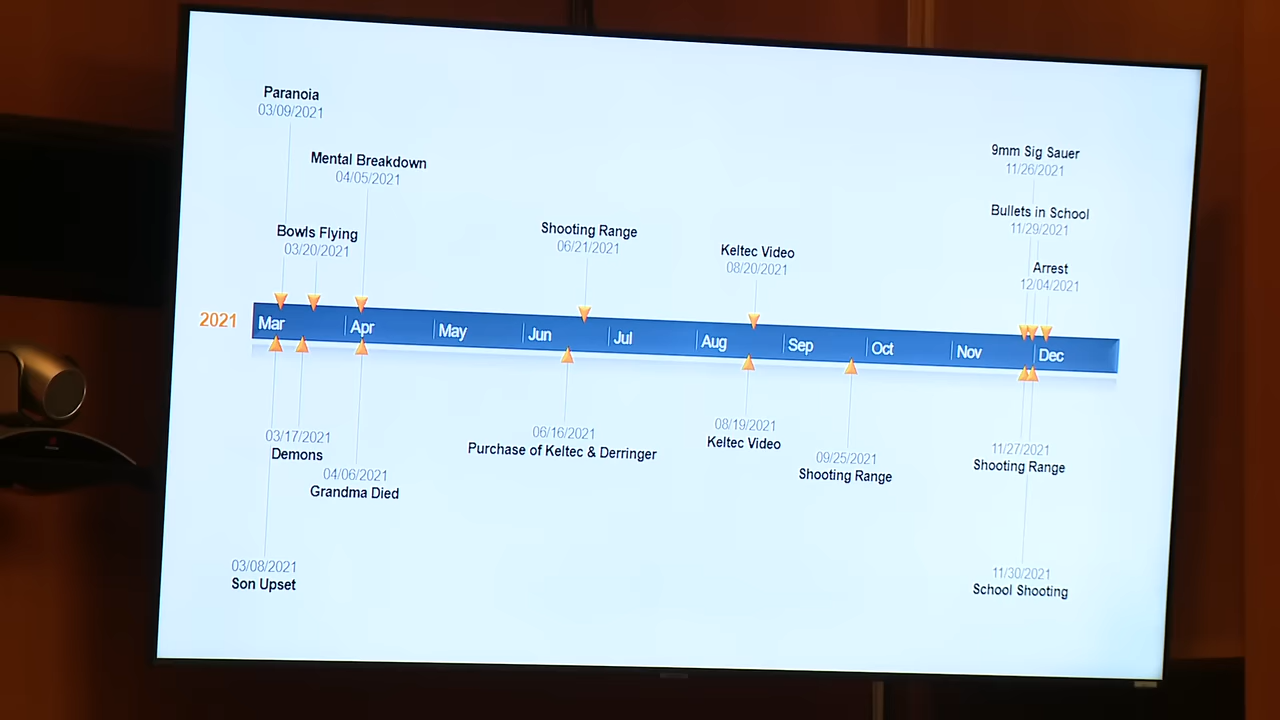 Paranoia
03/09/2021
Mental Breakdown
04/05/2021
Bowls Flying
03/20/2021
Shooting Range
06/21/2021
Keltec Video
08/20/2021
9mm Sig Sauer
11/26/2021
Bullets in School
11/29/2021
Arrest
12/04/2021
2021
Mar Apr May Jun Jul Aug Sep Oct Nov Dec
03/17/2021
Demons
04/06/2021
Grandma Died
03/08/2021
Son Upset
06/16/2021
Purchase of Keltec & Derringer
08/19/2021
Keltec Video
09/25/2021
Shooting Range
11/27/2021
Shooting Range
11/30/2021
School Shooting